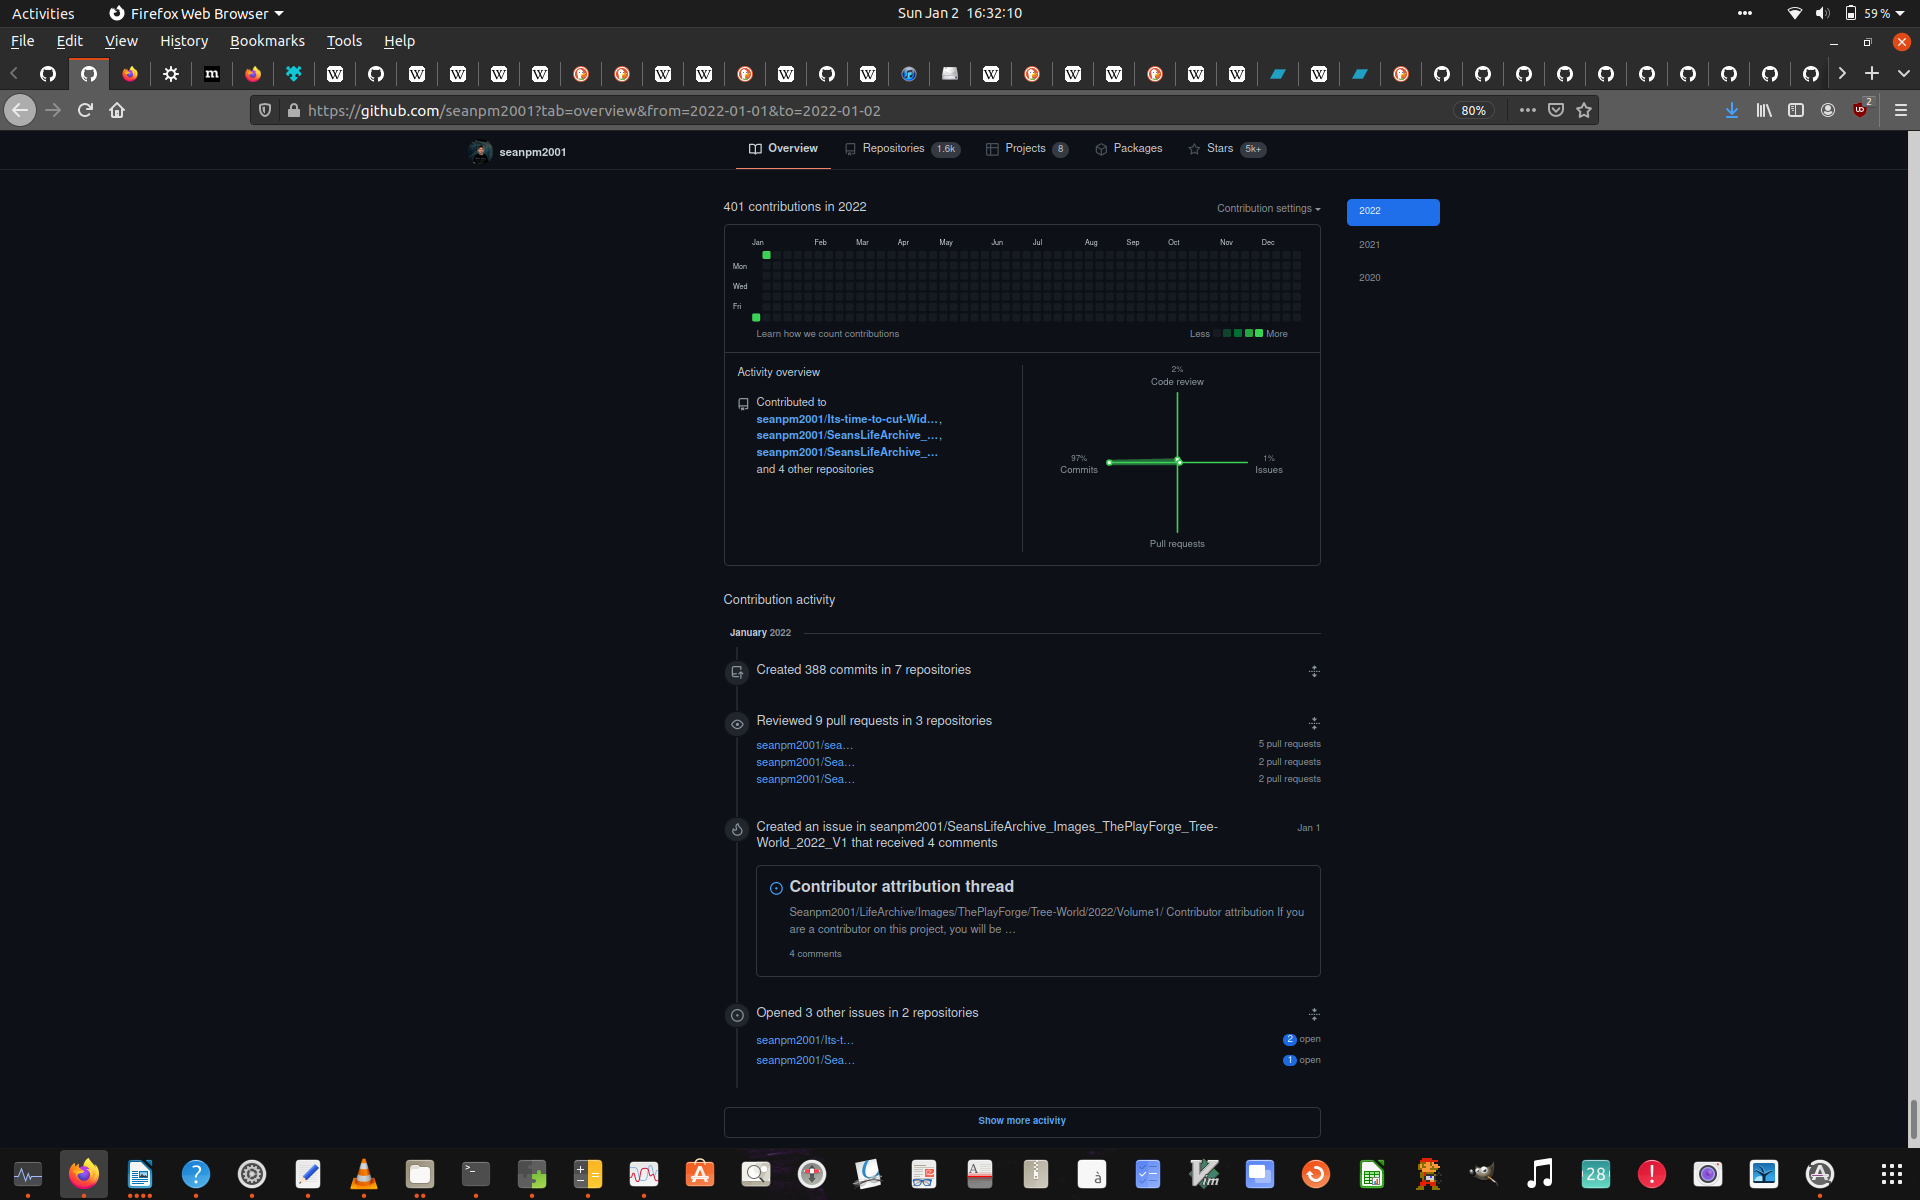 Activities
Firefox Web Browser
Sun Jan 2 16:32:10
59 %
File Edit View History Bookmarks Tools Help
https://github.com/seanpm2001?tab=overview&from=2022-01-01&to=2022-01-02
80%
2
seanpm2001
Overview
Repositories 1.6k
Projects 8
Packages
Stars 5k+
401 contributions in 2022
Contribution settings
2022
2021
2020
Jan Feb Mar Apr May Jun Jul Aug Sep Oct Nov Dec
Mon
Wed
Fri
Learn how we count contributions
Less
More
Activity overview
Contributed to
seanpm2001/Its-time-to-cut-Wid…,
seanpm2001/SeansLifeArchive_…,
seanpm2001/SeansLifeArchive_…
and 4 other repositories
2%
Code review
97%
Commits
1%
Issues
Pull requests
Contribution activity
January 2022
Created 388 commits in 7 repositories
Reviewed 9 pull requests in 3 repositories
seanpm2001/sea… 5 pull requests
seanpm2001/Sea… 2 pull requests
seanpm2001/Sea… 2 pull requests
Created an issue in seanpm2001/SeansLifeArchive_Images_ThePlayForge_Tree-
World_2022_V1 that received 4 comments
Jan 1
Contributor attribution thread
Seanpm2001/LifeArchive/Images/ThePlayForge/Tree-World/2022/Volume1/ Contributor attribution If you
are a contributor on this project, you will be …
4 comments
Opened 3 other issues in 2 repositories
seanpm2001/Its-t… 2 open
seanpm2001/Sea… 1 open
Show more activity
28